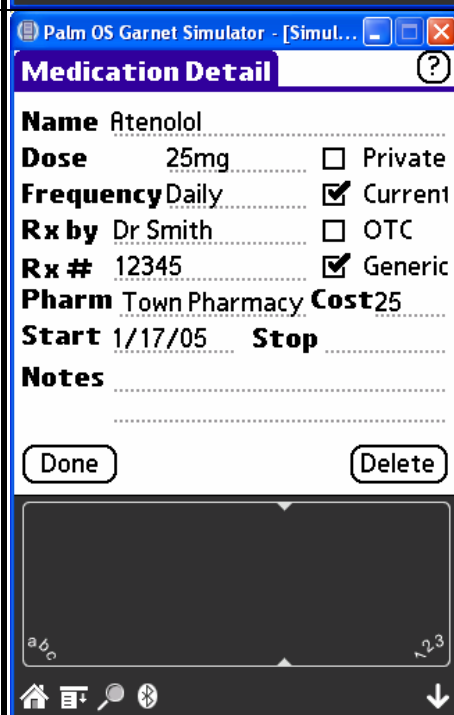 Palm OS Garnet Simulator - [Simul...
Medication Detail ?
Name Atenolol
Dose 25mg Private
Frequency Daily Current
Rx by Dr Smith OTC
Rx # 12345 Generic
Pharm Town Pharmacy Cost 25
Start 1/17/05 Stop
Notes
Done Delete
abc 123